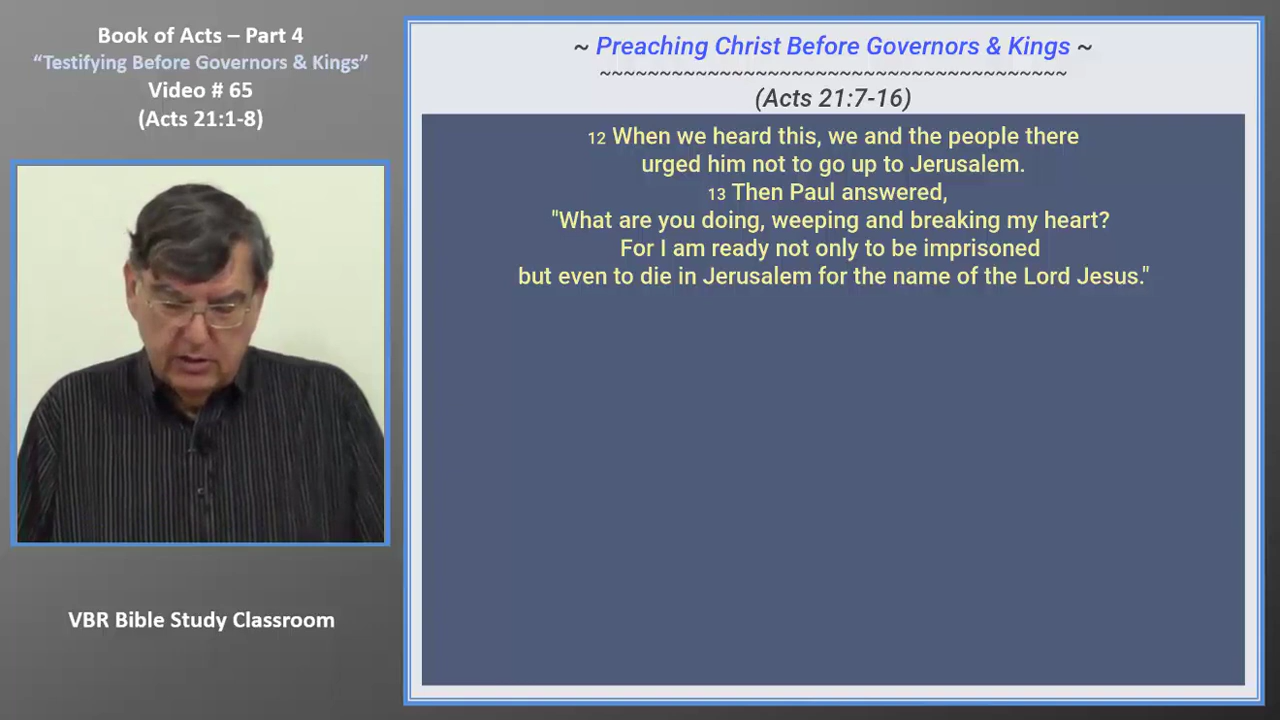 Book of Acts – Part 4
“Testifying Before Governors & Kings”
Video # 65
(Acts 21:1-8)
VBR Bible Study Classroom
~ Preaching Christ Before Governors & Kings ~
~~~~~~~~~~~~~~~~~~~~~~~~~~~~~~~~~~~~~~~
(Acts 21:7-16)
12 When we heard this, we and the people there
urged him not to go up to Jerusalem.
13 Then Paul answered,
"What are you doing, weeping and breaking my heart?
For I am ready not only to be imprisoned
but even to die in Jerusalem for the name of the Lord Jesus."